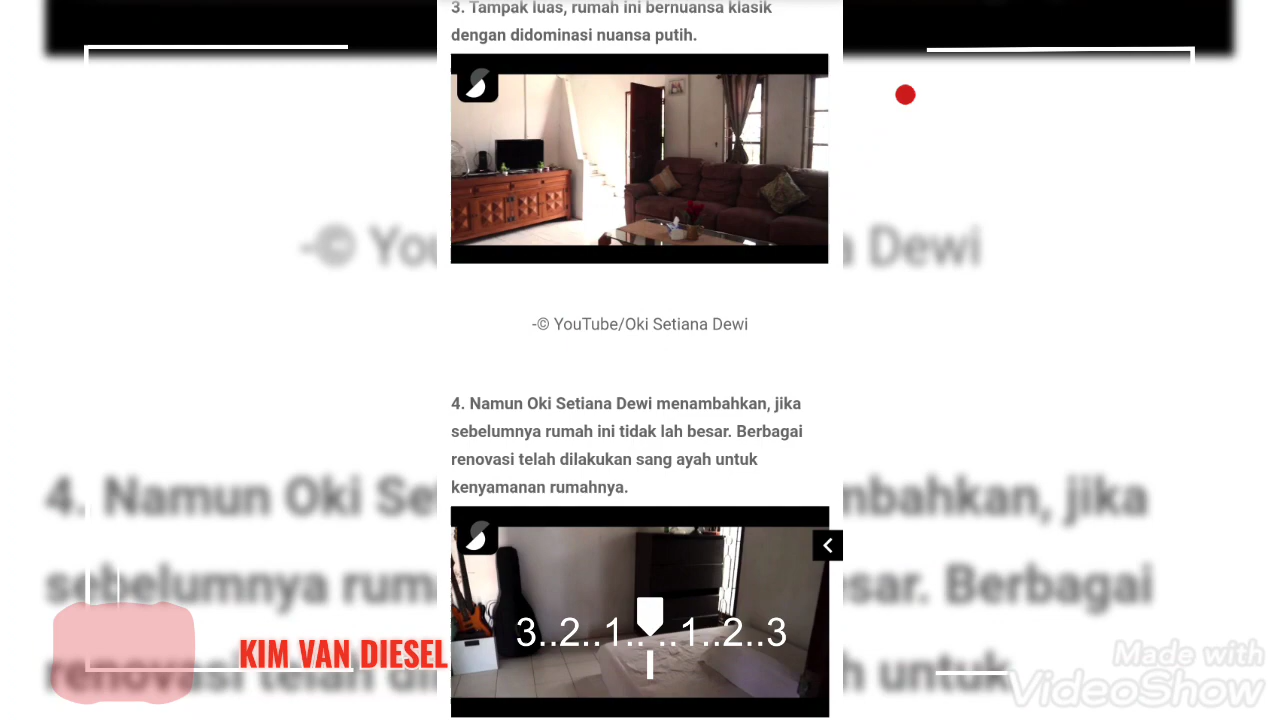 3. Tampak luas, rumah ini bernuansa klasik
dengan didominasi nuansa putih.
-© YouTube/Oki Setiana Dewi
4. Namun Oki Setiana Dewi menambahkan, jika
sebelumnya rumah ini tidak lah besar. Berbagai
renovasi telah dilakukan sang ayah untuk
kenyamanan rumahnya.
3..2..1.. ..1..2..3
KIM VAN DIESEL
Made with
VideoShow